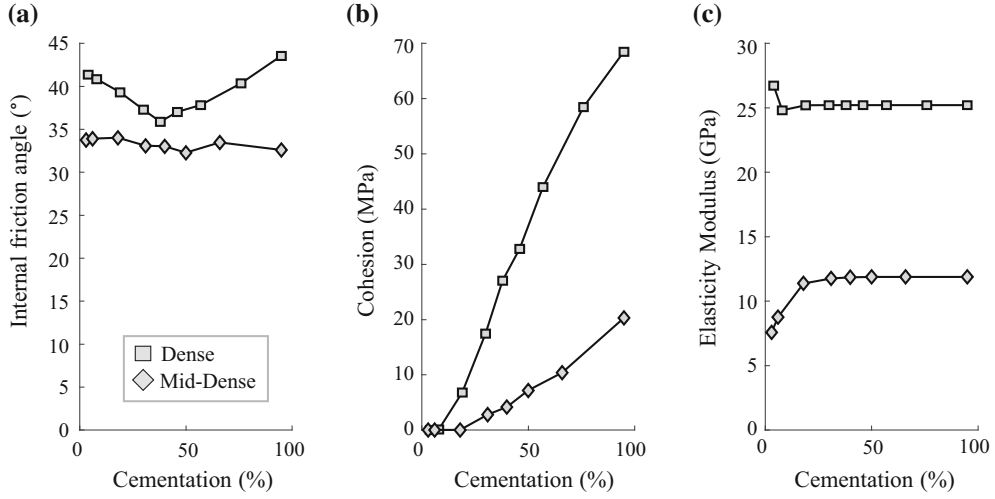 (a)
45
40
35
30
25
20
15
10
5
0
0 50 100
Internal friction angle (°)
Cementation (%)
Dense
Mid-Dense
(b)
70
60
50
40
30
20
10
0
0 50 100
Cohesion (MPa)
Cementation (%)
(c)
30
25
20
15
10
5
0
0 50 100
Elasticity Modulus (GPa)
Cementation (%)